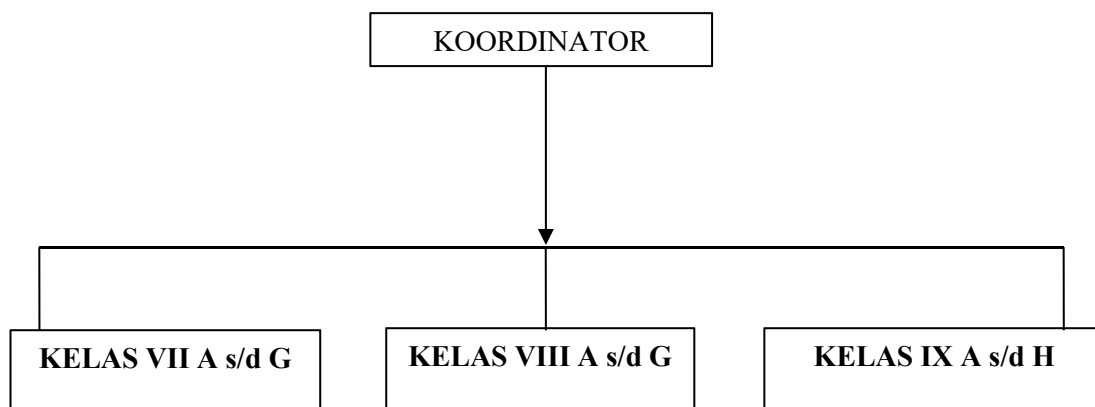 KOORDINATOR
KELAS VII A s/d G
KELAS VIII A s/d G
KELAS IX A s/d H